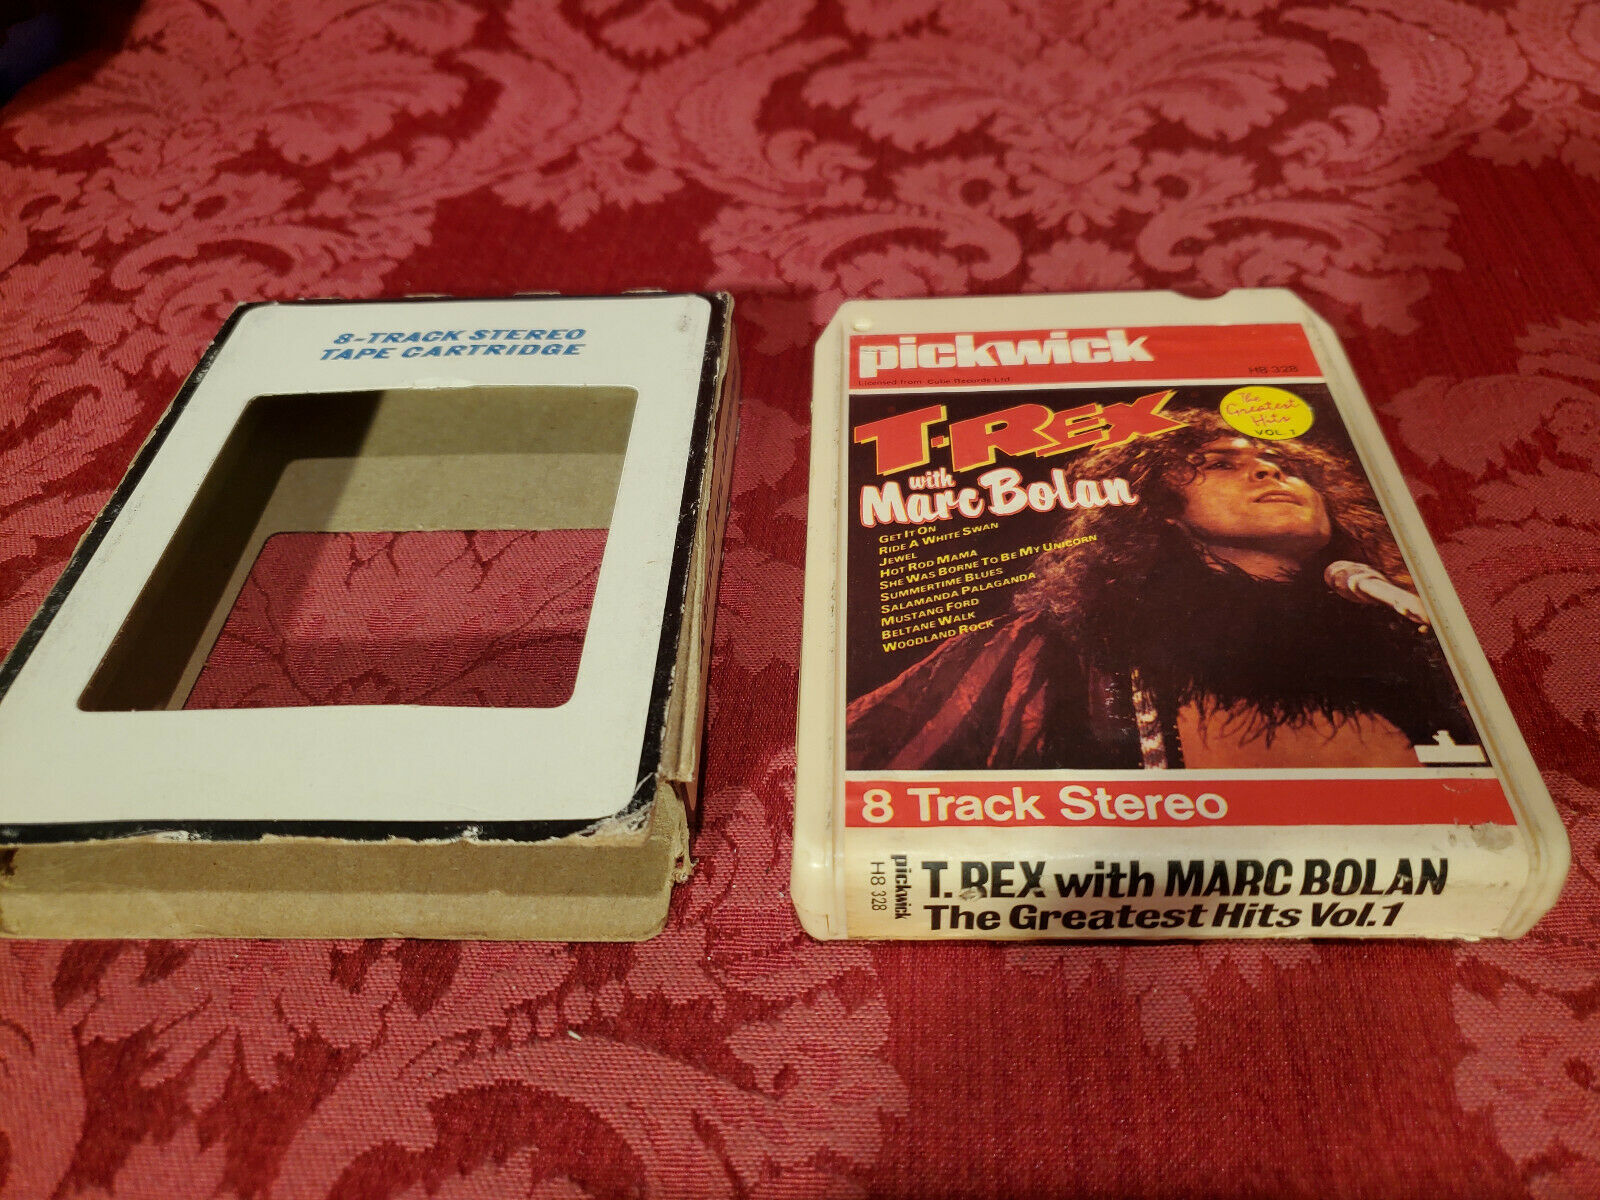 8-TRACK STEREO
TAPE CARTRIDGE
pickwick
Licensed from Cube Records Ltd.
H8 328
T.REX
with
Marc Bolan
The
Greatest
Hits
VOL. 1
GET IT ON
RIDE A WHITE SWAN
JEWEL
HOT ROD MAMA
SHE WAS BORNE TO BE MY UNICORN
SUMMERTIME BLUES
SALAMANDA PALAGANDA
MUSTANG FORD
BELTANE WALK
WOODLAND ROCK
8 Track Stereo
pickwick
H8 328
T. REX with MARC BOLAN
The Greatest Hits Vol.1